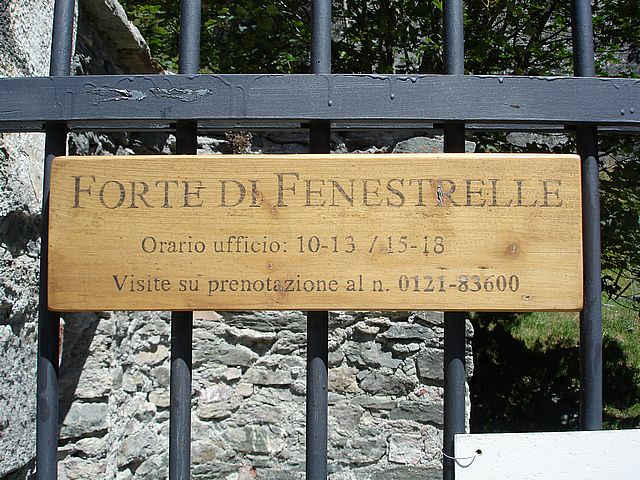 FORTE DI FENESTRELLE
Orario ufficio: 10-13 / 15-18
Visite su prenotazione al n. 0121-83600